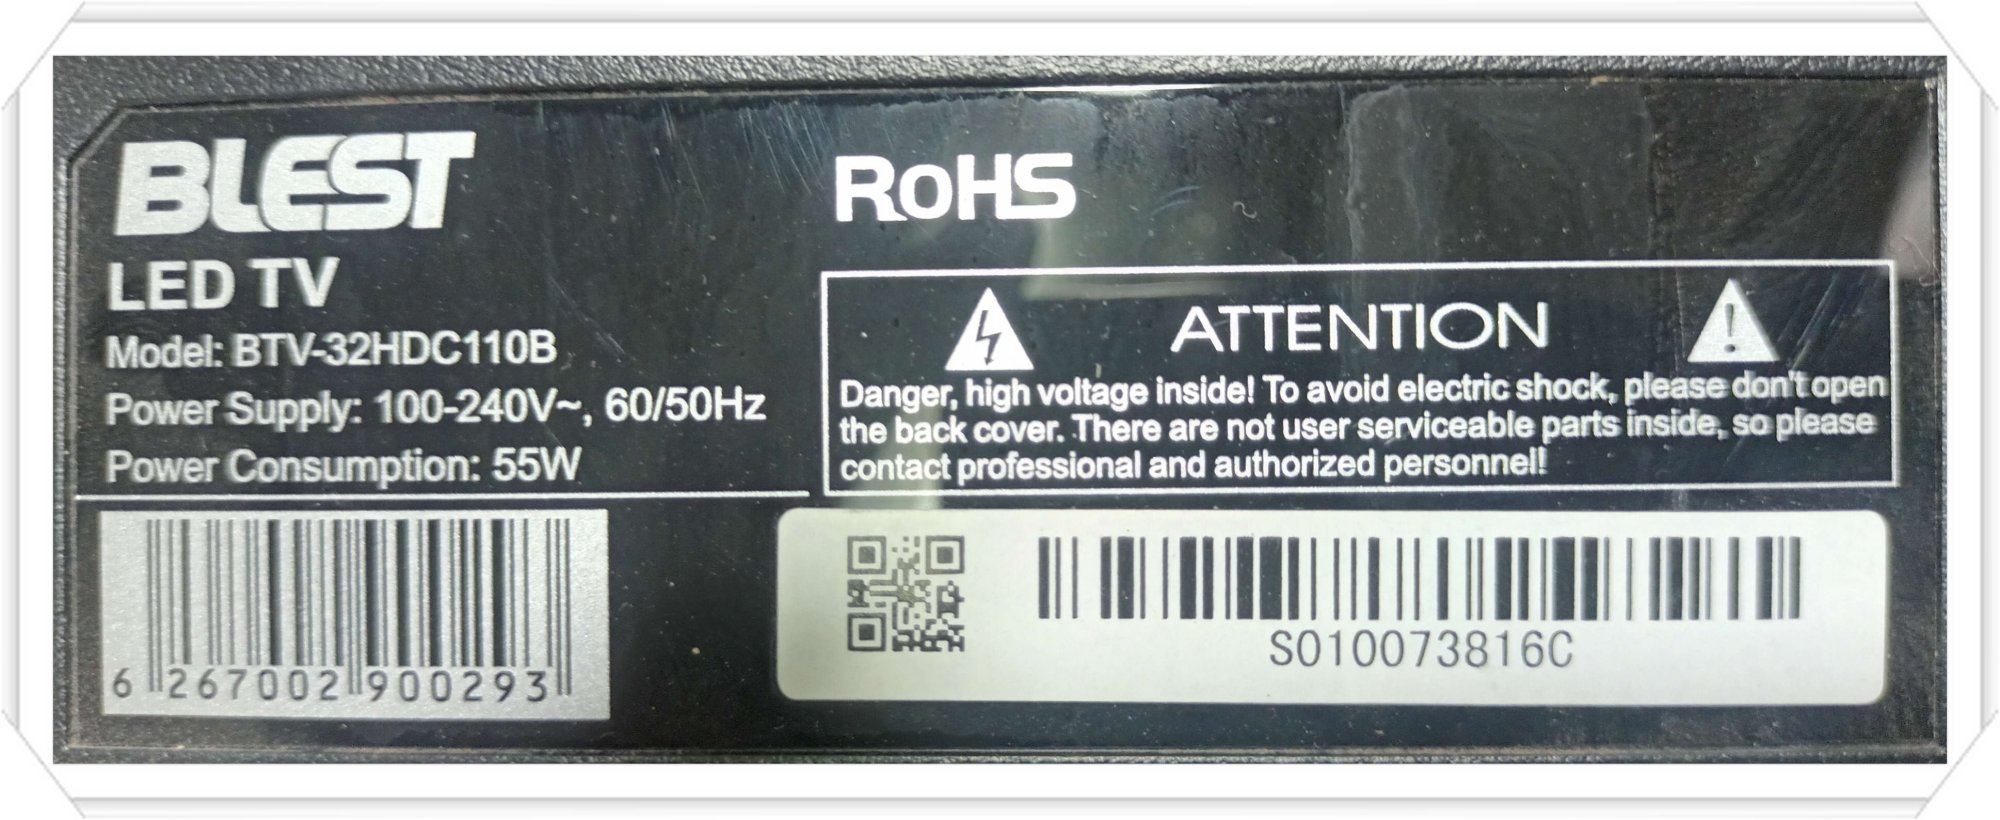 BLEST
LED TV
Model: BTV-32HDC110B
Power Supply: 100-240V~, 60/50Hz
Power Consumption: 55W
6 267002 900293
RoHS
ATTENTION
Danger, high voltage inside! To avoid electric shock, please don't open
the back cover. There are not user serviceable parts inside, so please
contact professional and authorized personnel!
S010073816C